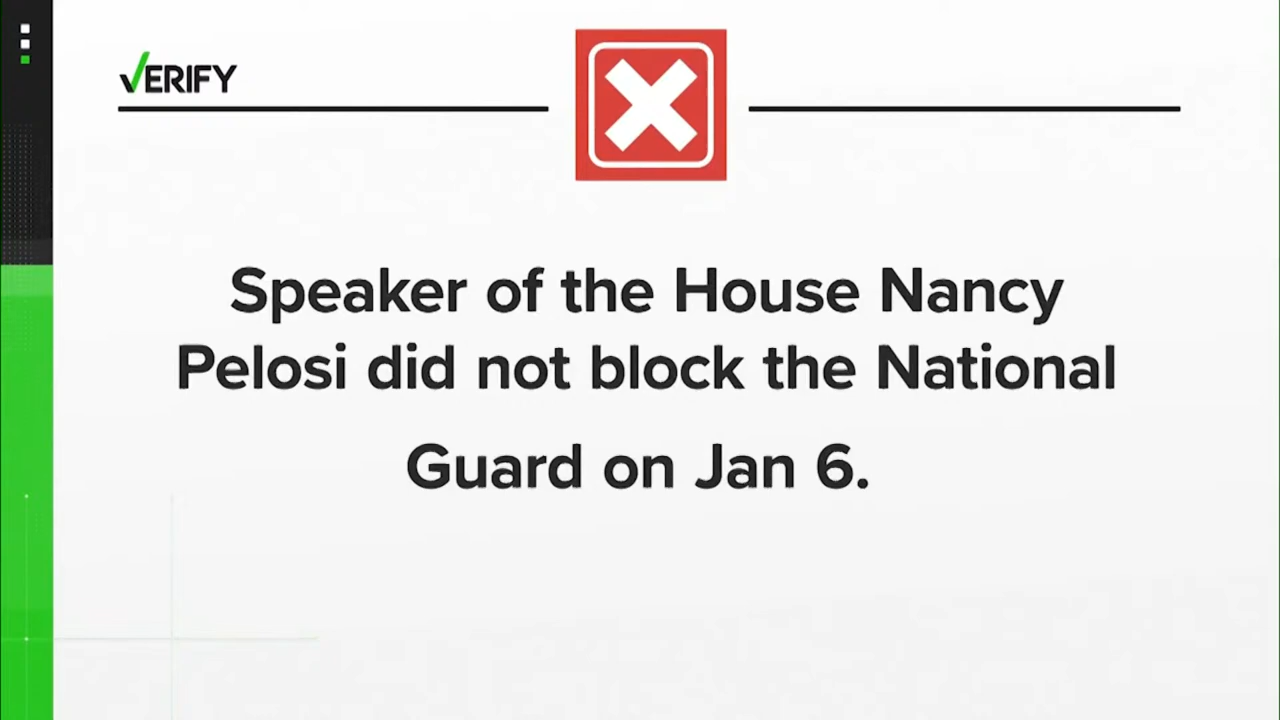 VERIFY
Speaker of the House Nancy
Pelosi did not block the National
Guard on Jan 6.